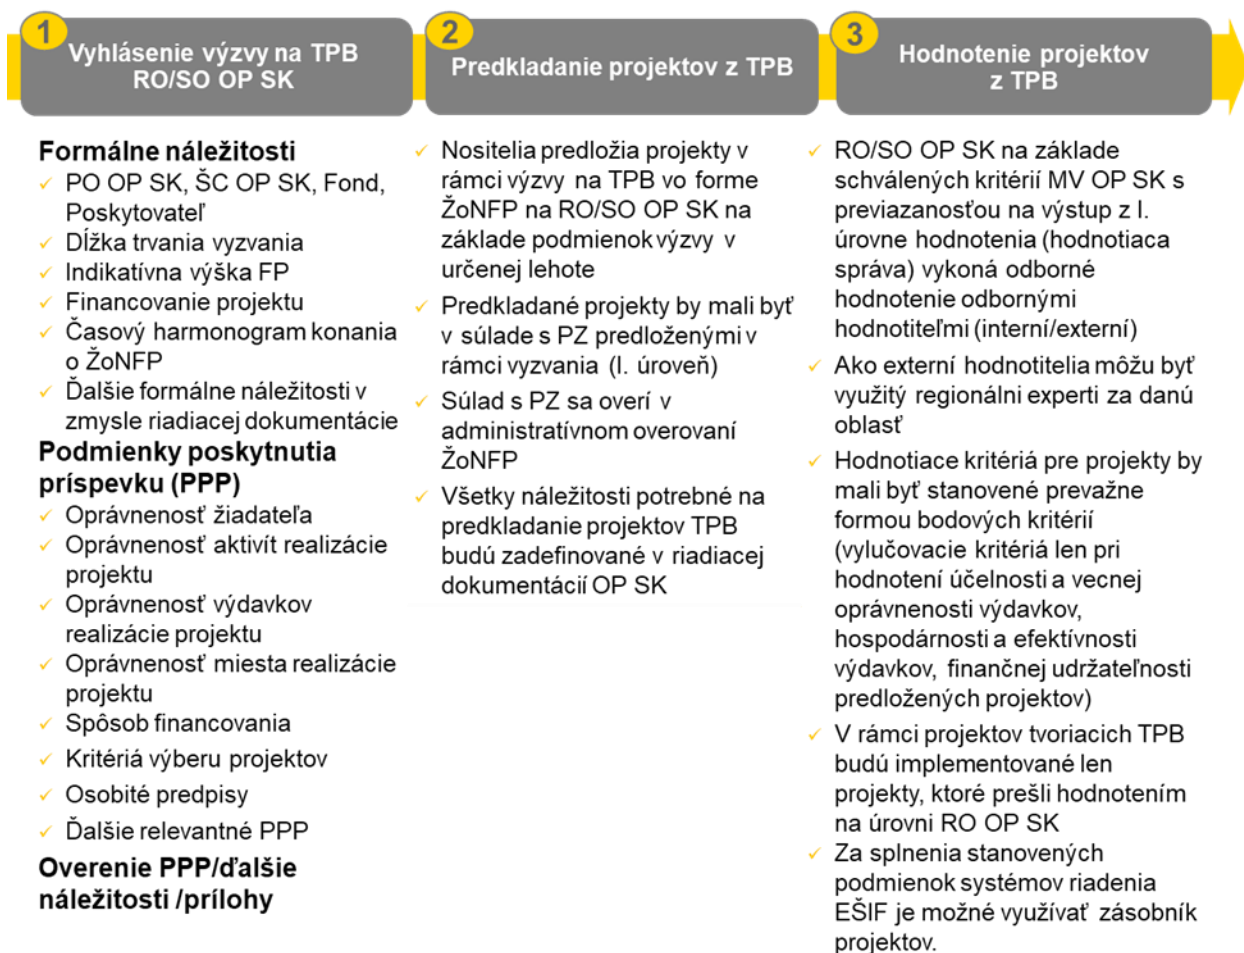 1
Vyhlásenie výzvy na TPB
RO/SO OP SK
Formálne náležitosti
PO OP SK, ŠC OP SK, Fond,
Poskytovateľ
Dĺžka trvania vyzvania
Indikatívna výška FP
Financovanie projektu
Časový harmonogram konania
o ŽoNFP
Ďalšie formálne náležitosti v
zmysle riadiacej dokumentácie
Podmienky poskytnutia
príspevku (PPP)
Oprávnenosť žiadateľa
Oprávnenosť aktivít realizácie
projektu
Oprávnenosť výdavkov
realizácie projektu
Oprávnenosť miesta realizácie
projektu
Spôsob financovania
Kritériá výberu projektov
Osobité predpisy
Ďalšie relevantné PPP
Overenie PPP/ďalšie
náležitosti /prílohy
2
Predkladanie projektov z TPB
Nositelia predložia projekty v
rámci výzvy na TPB vo forme
ŽoNFP na RO/SO OP SK na
základe podmienok výzvy v
určenej lehote
Predkladané projekty by mali byť
v súlade s PZ predloženými v
rámci vyzvania (I. úroveň)
Súlad s PZ sa overí v
administratívnom overovaní
ŽoNFP
Všetky náležitosti potrebné na
predkladanie projektov TPB
budú zadefinované v riadiacej
dokumentácií OP SK
3
Hodnotenie projektov
z TPB
RO/SO OP SK na základe
schválených kritérií MV OP SK s
previazanosťou na výstup z I.
úrovne hodnotenia (hodnotiaca
správa) vykoná odborné
hodnotenie odbornými
hodnotiteľmi (interní/externí)
Ako externí hodnotitelia môžu byť
využitý regionálni experti za danú
oblasť
Hodnotiace kritériá pre projekty by
mali byť stanovené prevažne
formou bodových kritérií
(vylučovacie kritériá len pri
hodnotení účelnosti a vecnej
oprávnenosti výdavkov,
hospodárnosti a efektívnosti
výdavkov, finančnej udržateľnosti
predložených projektov)
V rámci projektov tvoriacich TPB
budú implementované len
projekty, ktoré prešli hodnotením
na úrovni RO OP SK
Za splnenia stanovených
podmienok systémov riadenia
EŠIF je možné využívať zásobník
projektov.